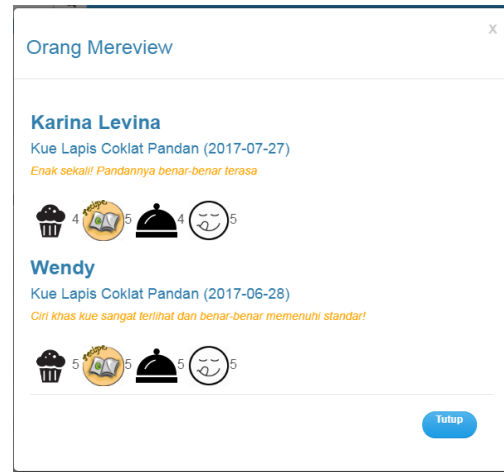 x
Orang Mereview
Karina Levina
Kue Lapis Coklat Pandan (2017-07-27)
Enak sekali! Pandannya benar-benar terasa
4 recipe 5 4 5
Wendy
Kue Lapis Coklat Pandan (2017-06-28)
Ciri khas kue sangat terlihat dan benar-benar memenuhi standar!
5 recipe 5 5 5
Tutup